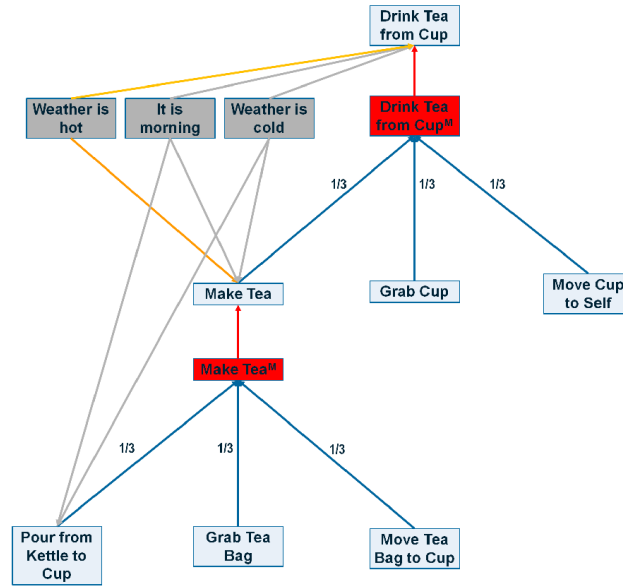 Drink Tea
from Cup
Weather is
hot
It is
morning
Weather is
cold
Drink Tea
from Cupᴹ
1/3
1/3
1/3
Make Tea
Grab Cup
Move Cup
to Self
Make Teaᴹ
1/3
1/3
1/3
Pour from
Kettle to
Cup
Grab Tea
Bag
Move Tea
Bag to Cup